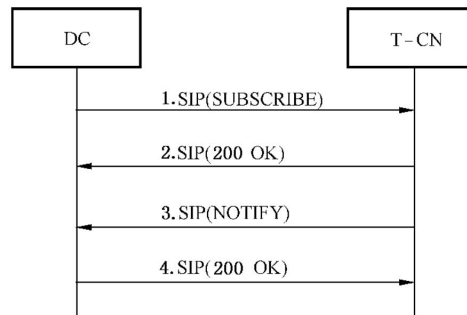 DC
T-CN
1.SIP(SUBSCRIBE)
2.SIP(200 OK)
3.SIP(NOTIFY)
4.SIP(200 OK)